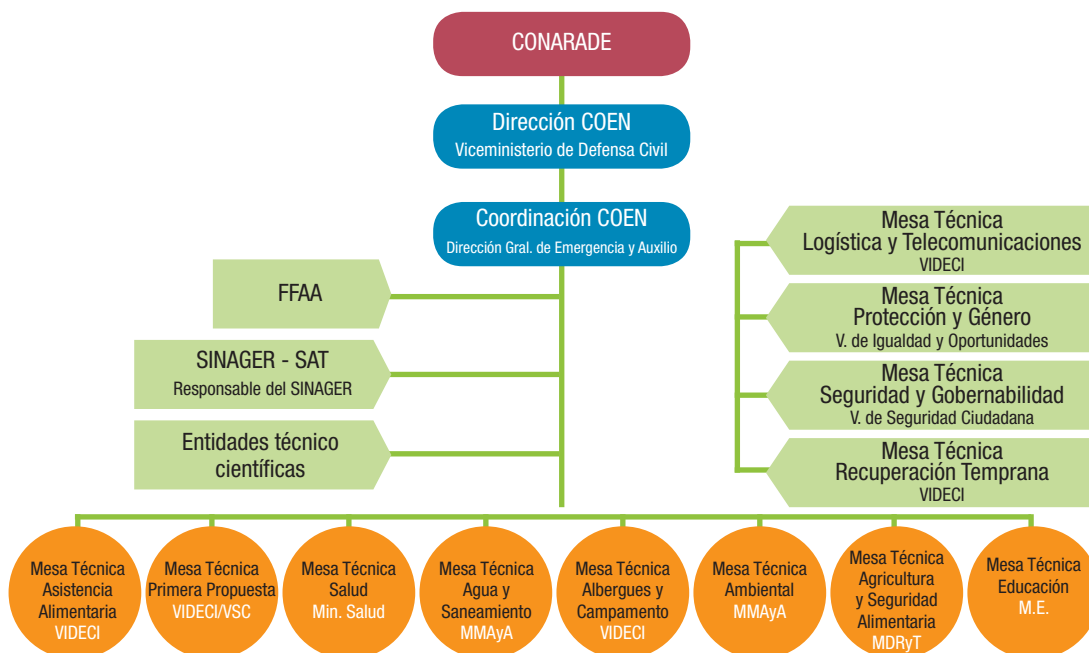 CONARADE
Dirección COEN
Viceministerio de Defensa Civil
Coordinación COEN
Dirección Gral. de Emergencia y Auxilio
FFAA
SINAGER - SAT
Responsable del SINAGER
Entidades técnico
científicas
Mesa Técnica
Logística y Telecomunicaciones
VIDECI
Mesa Técnica
Protección y Género
V. de Igualdad y Oportunidades
Mesa Técnica
Seguridad y Gobernabilidad
V. de Seguridad Ciudadana
Mesa Técnica
Recuperación Temprana
VIDECI
Mesa Técnica
Asistencia
Alimentaria
VIDECI
Mesa Técnica
Primera Propuesta
VIDECI/VSC
Mesa Técnica
Salud
Min. Salud
Mesa Técnica
Agua y
Saneamiento
MMAyA
Mesa Técnica
Albergues y
Campamento
VIDECI
Mesa Técnica
Ambiental
MMAyA
Mesa Técnica
Agricultura
y Seguridad
Alimentaria
MDRyT
Mesa Técnica
Educación
M.E.